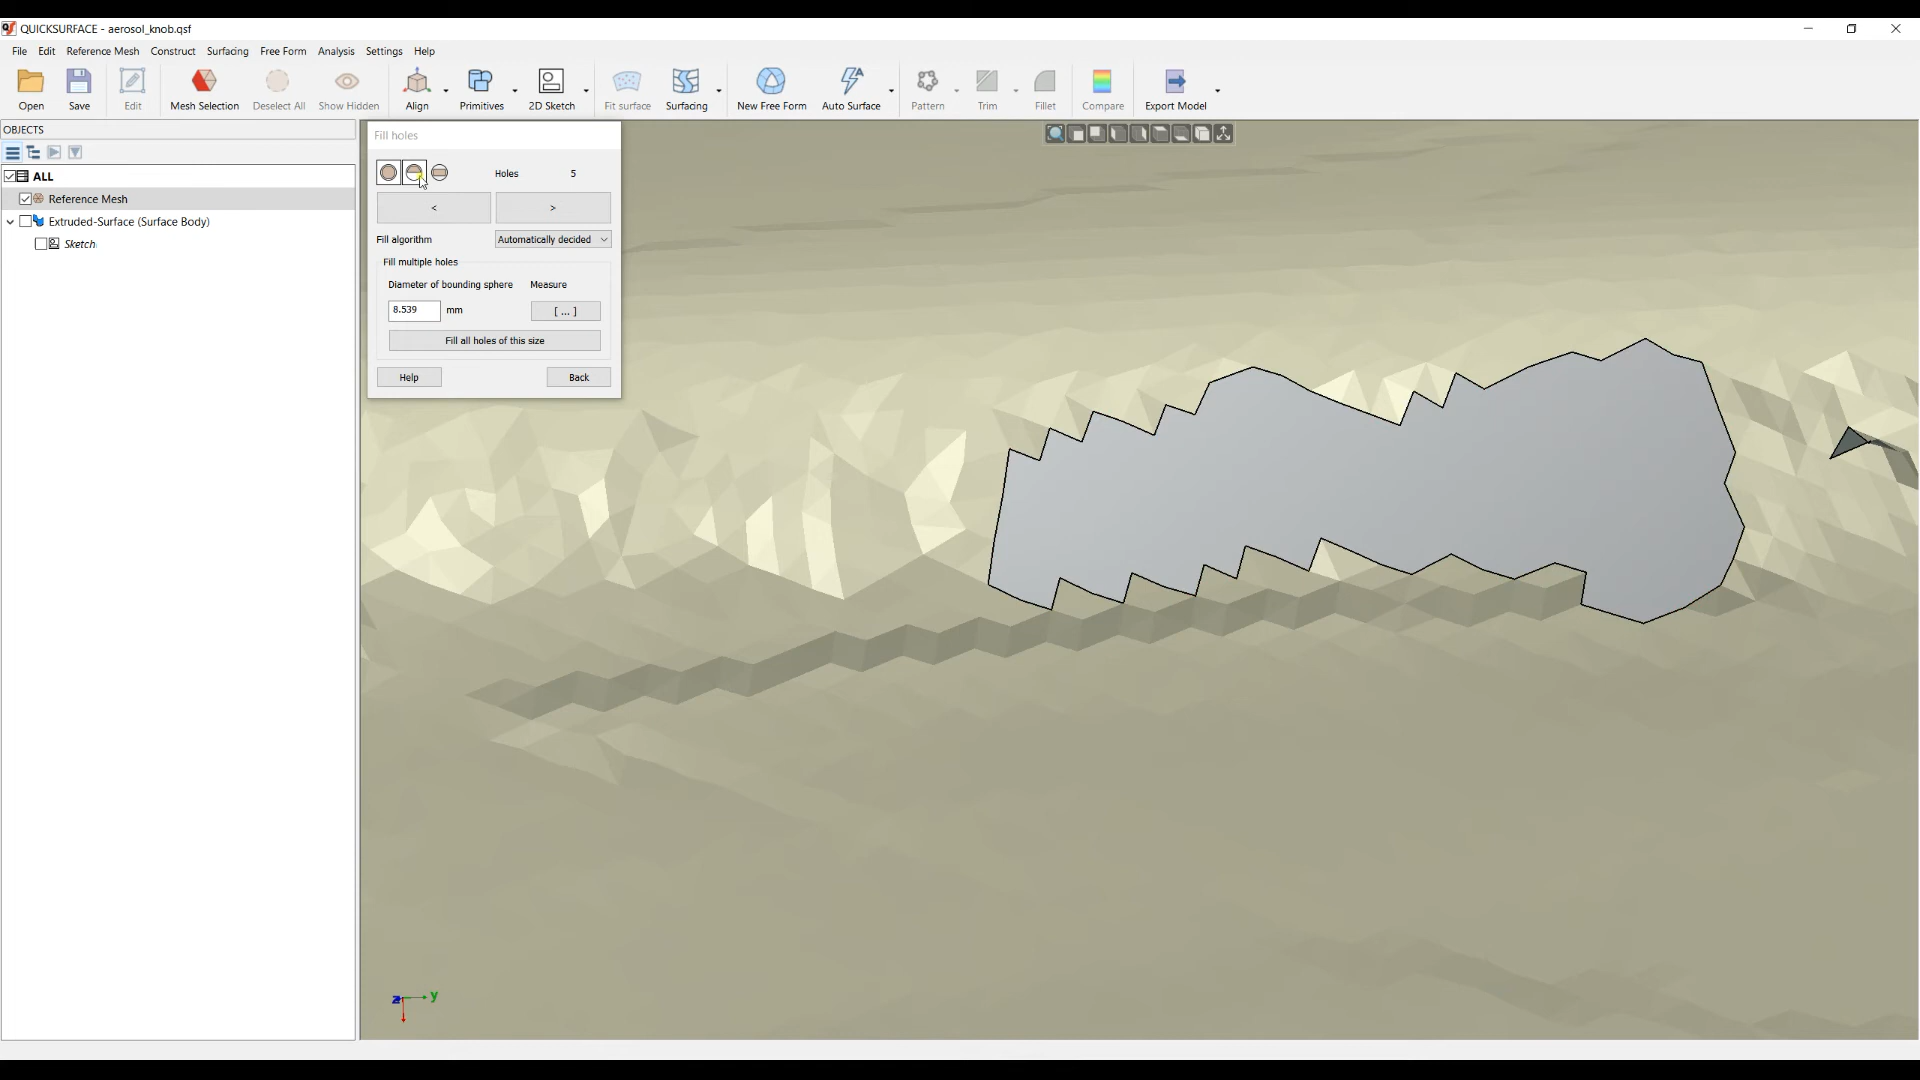 QUICKSURFACE - aerosol_knob.qsf
File Edit Reference Mesh Construct Surfacing Free Form Analysis Settings Help
Open Save Edit Mesh Selection Deselect All Show Hidden Align Primitives 2D Sketch Fit surface Surfacing New Free Form Auto Surface Pattern Trim Fillet Compare Export Model
OBJECTS
ALL
Reference Mesh
Extruded-Surface (Surface Body)
Sketch
Fill holes
Holes 5
< >
Fill algorithm Automatically decided
Fill multiple holes
Diameter of bounding sphere Measure
8.539 mm [ ... ]
Fill all holes of this size
Help Back
z y